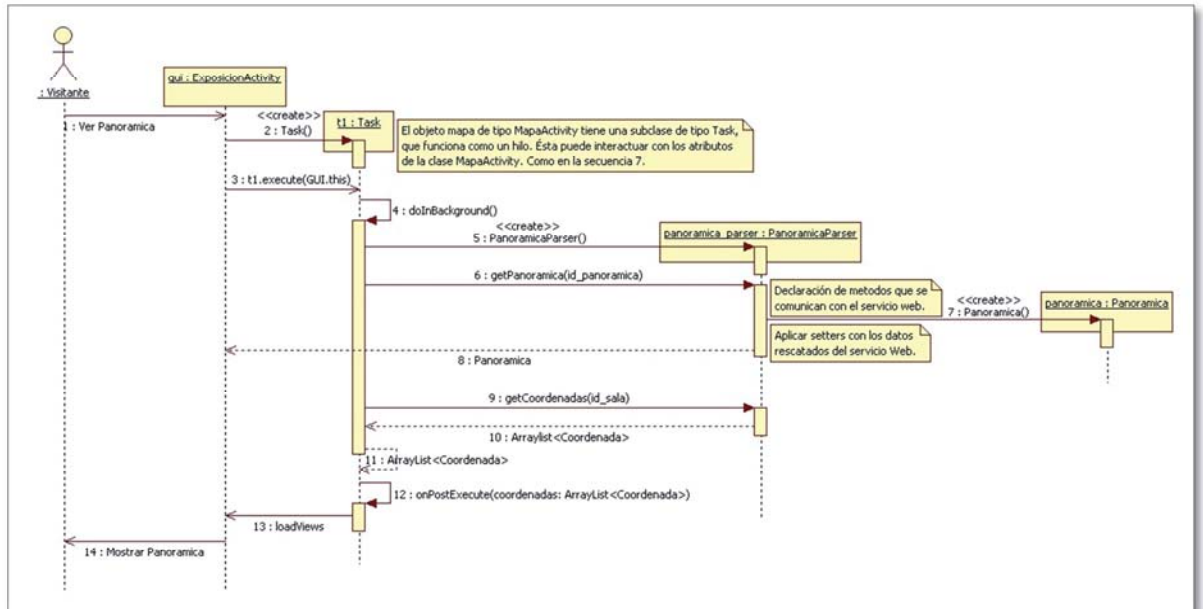 : Visitante
gui : ExposicionActivity
1 : Ver Panoramica
<<create>>
2 : Task()
t1 : Task
El objeto mapa de tipo MapaActivity tiene una subclase de tipo Task,
que funciona como un hilo. Ésta puede interactuar con los atributos
de la clase MapaActivity. Como en la secuencia 7.
3 : t1.execute(GUI.this)
4 : doInBackground()
<<create>>
5 : PanoramicaParser()
panoramica_parser : PanoramicaParser
6 : getPanoramica(id_panoramica)
Declaración de metodos que se
comunican con el servicio web.
<<create>>
7 : Panoramica()
panoramica : Panoramica
Aplicar setters con los datos
rescatados del servicio Web.
8 : Panoramica
9 : getCoordenadas(id_sala)
10 : Arraylist<Coordenada>
11 : ArrayList<Coordenada>
12 : onPostExecute(coordenadas: ArrayList<Coordenada>)
13 : loadViews
14 : Mostrar Panoramica